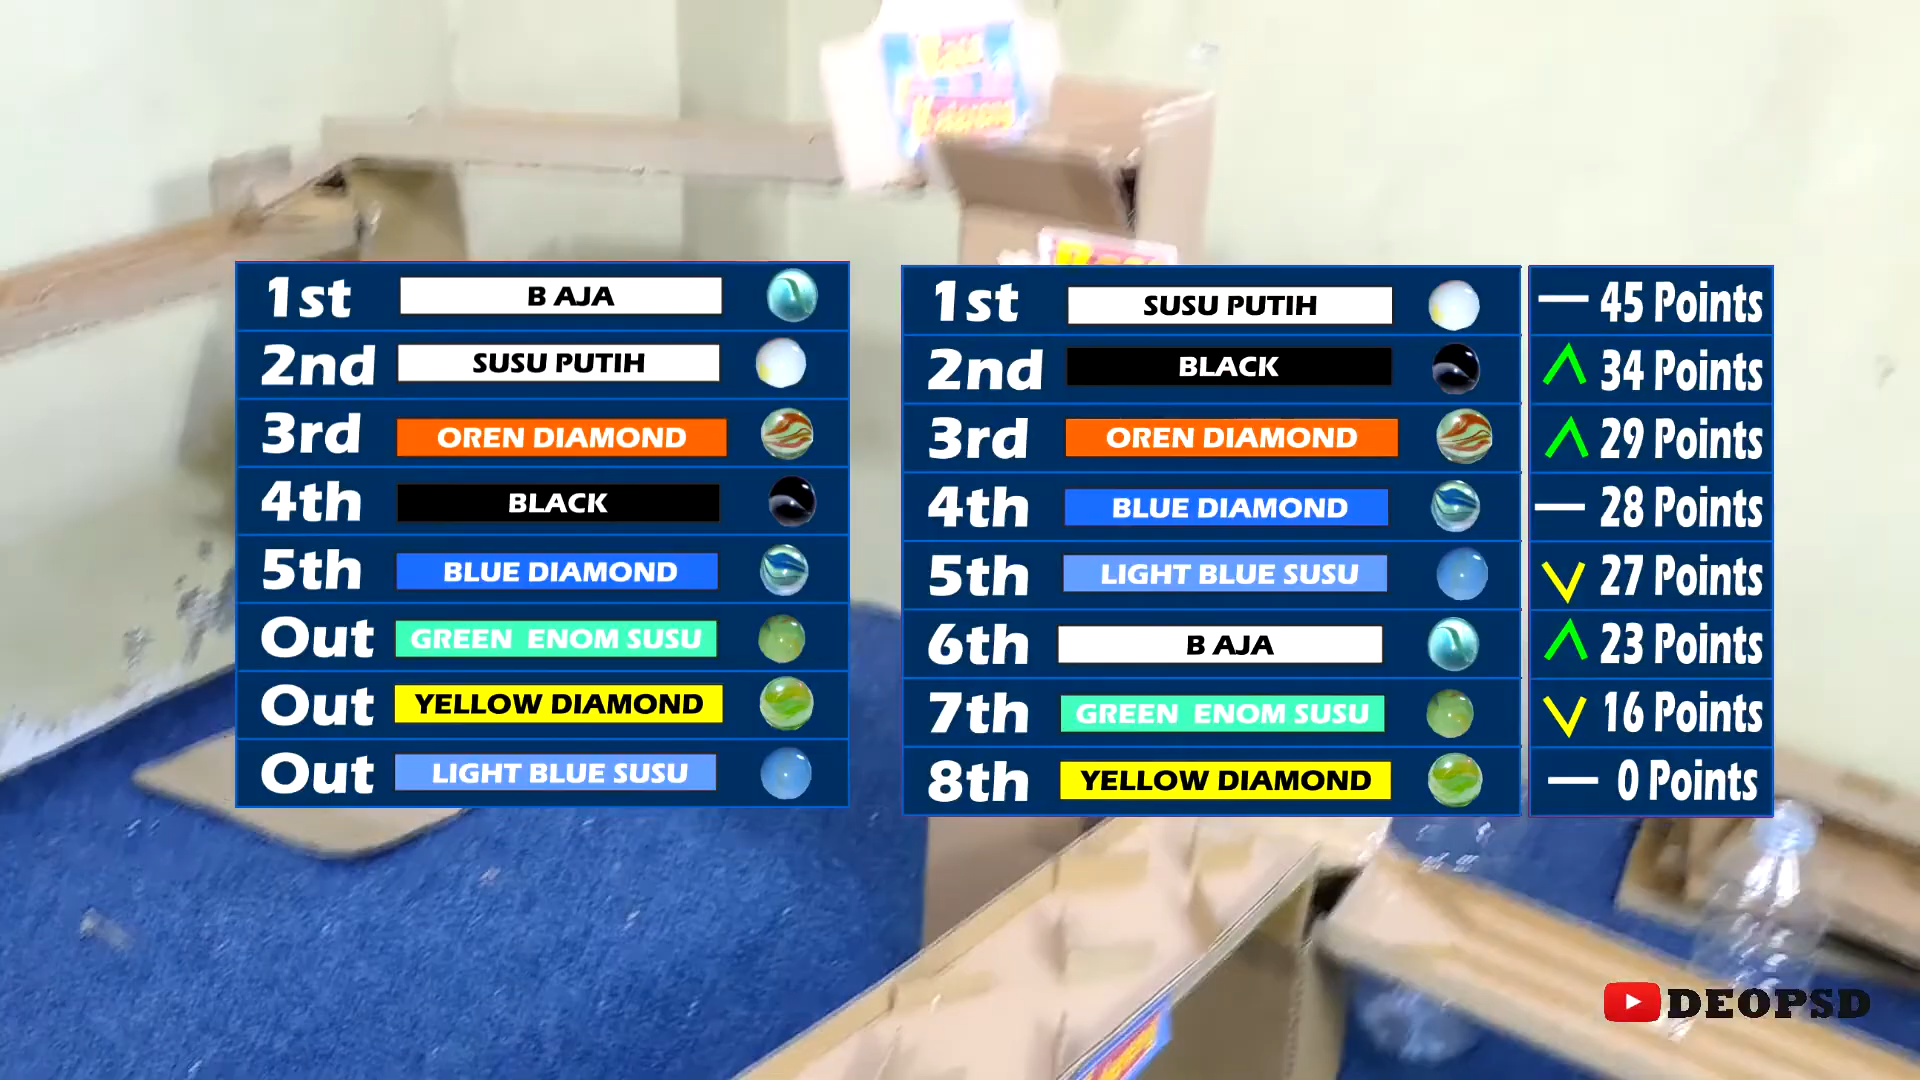 1st B AJA
2nd SUSU PUTIH
3rd OREN DIAMOND
4th BLACK
5th BLUE DIAMOND
Out GREEN ENOM SUSU
Out YELLOW DIAMOND
Out LIGHT BLUE SUSU
1st SUSU PUTIH 45 Points
2nd BLACK 34 Points
3rd OREN DIAMOND 29 Points
4th BLUE DIAMOND 28 Points
5th LIGHT BLUE SUSU 27 Points
6th B AJA 23 Points
7th GREEN ENOM SUSU 16 Points
8th YELLOW DIAMOND 0 Points
DEOPSD